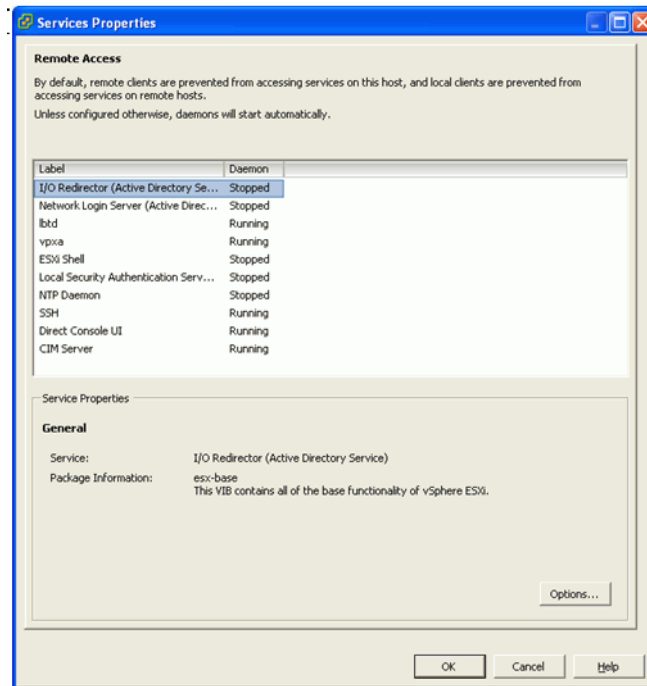 Services Properties
Remote Access
By default, remote clients are prevented from accessing services on this host, and local clients are prevented from
accessing services on remote hosts.
Unless configured otherwise, daemons will start automatically.
Label Daemon
I/O Redirector (Active Directory Se... Stopped
Network Login Server (Active Direc... Stopped
lbtd Running
vpxa Running
ESXi Shell Stopped
Local Security Authentication Serv... Stopped
NTP Daemon Stopped
SSH Running
Direct Console UI Running
CIM Server Running
Service Properties
General
Service: I/O Redirector (Active Directory Service)
Package Information: esx-base
This VIB contains all of the base functionality of vSphere ESXi.
Options...
OK Cancel Help